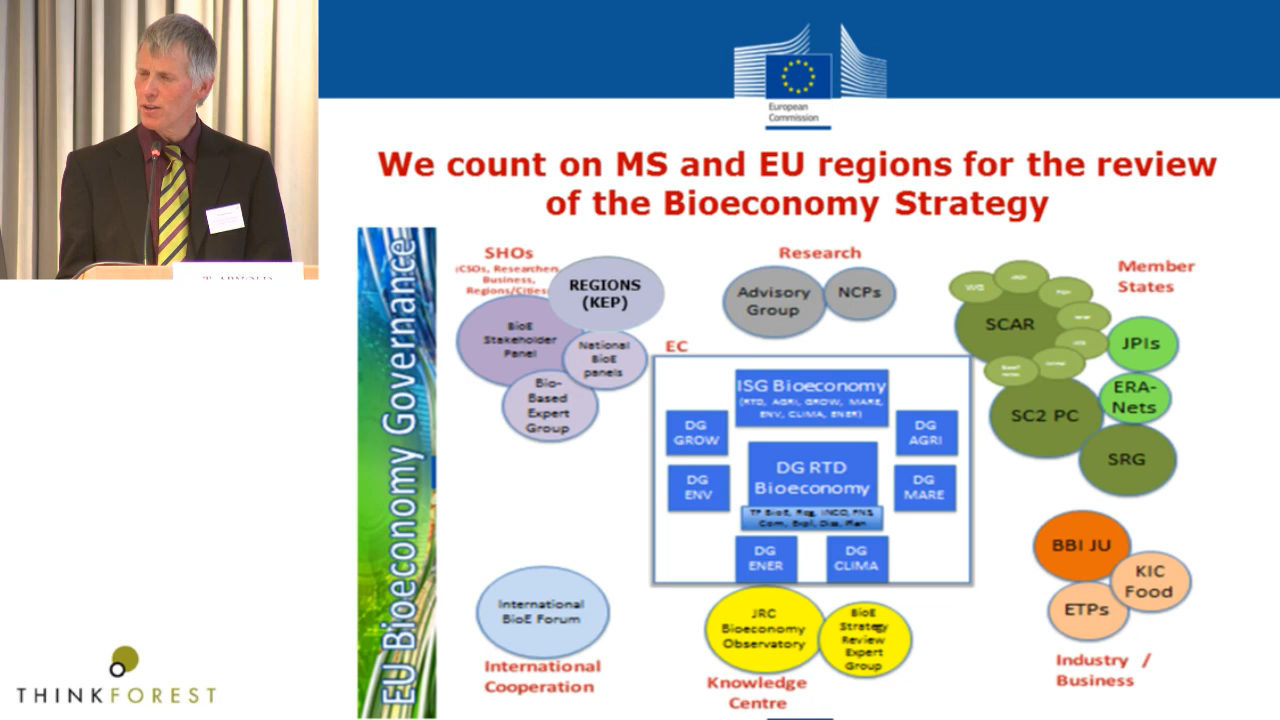 European
Commission
We count on MS and EU regions for the review
of the Bioeconomy Strategy
EU Bioeconomy Governance
SHOs
Business,
Regions/Cities
REGIONS
(KEP)
BioE
Stakeholder
Panel
National
BioE
panels
Bio-
Based
Expert
Group
Research
Advisory
Group
NCPs
Member
States
WG
SCAR
JPIs
ERA-
Nets
SC2 PC
SRG
EC
ISG Bioeconomy
(RTD, AGRI, GROW, MARE,
ENV, CLIMA, ENER)
DG
GROW
DG
AGRI
DG RTD
Bioeconomy
DG
ENV
DG
MARE
DG
ENER
DG
CLIMA
BBI JU
KIC
Food
ETPs
Industry /
Business
International
BioE Forum
International
Cooperation
JRC
Bioeconomy
Observatory
BioE
Strategy
Review
Expert
Group
Knowledge
Centre
THINKFOREST